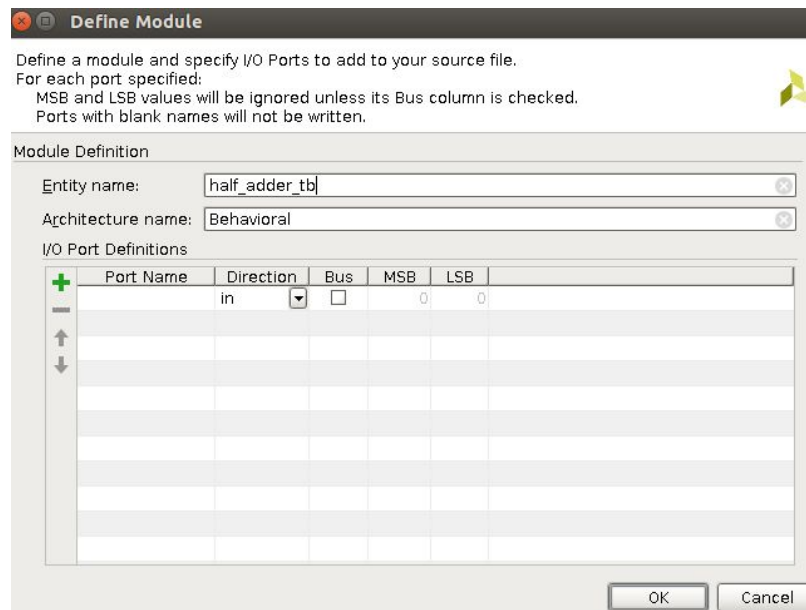 Define Module
Define a module and specify I/O Ports to add to your source file.
For each port specified:
MSB and LSB values will be ignored unless its Bus column is checked.
Ports with blank names will not be written.
Module Definition
Entity name: half_adder_tb
Architecture name: Behavioral
I/O Port Definitions
Port Name Direction Bus MSB LSB
in 0 0
OK Cancel